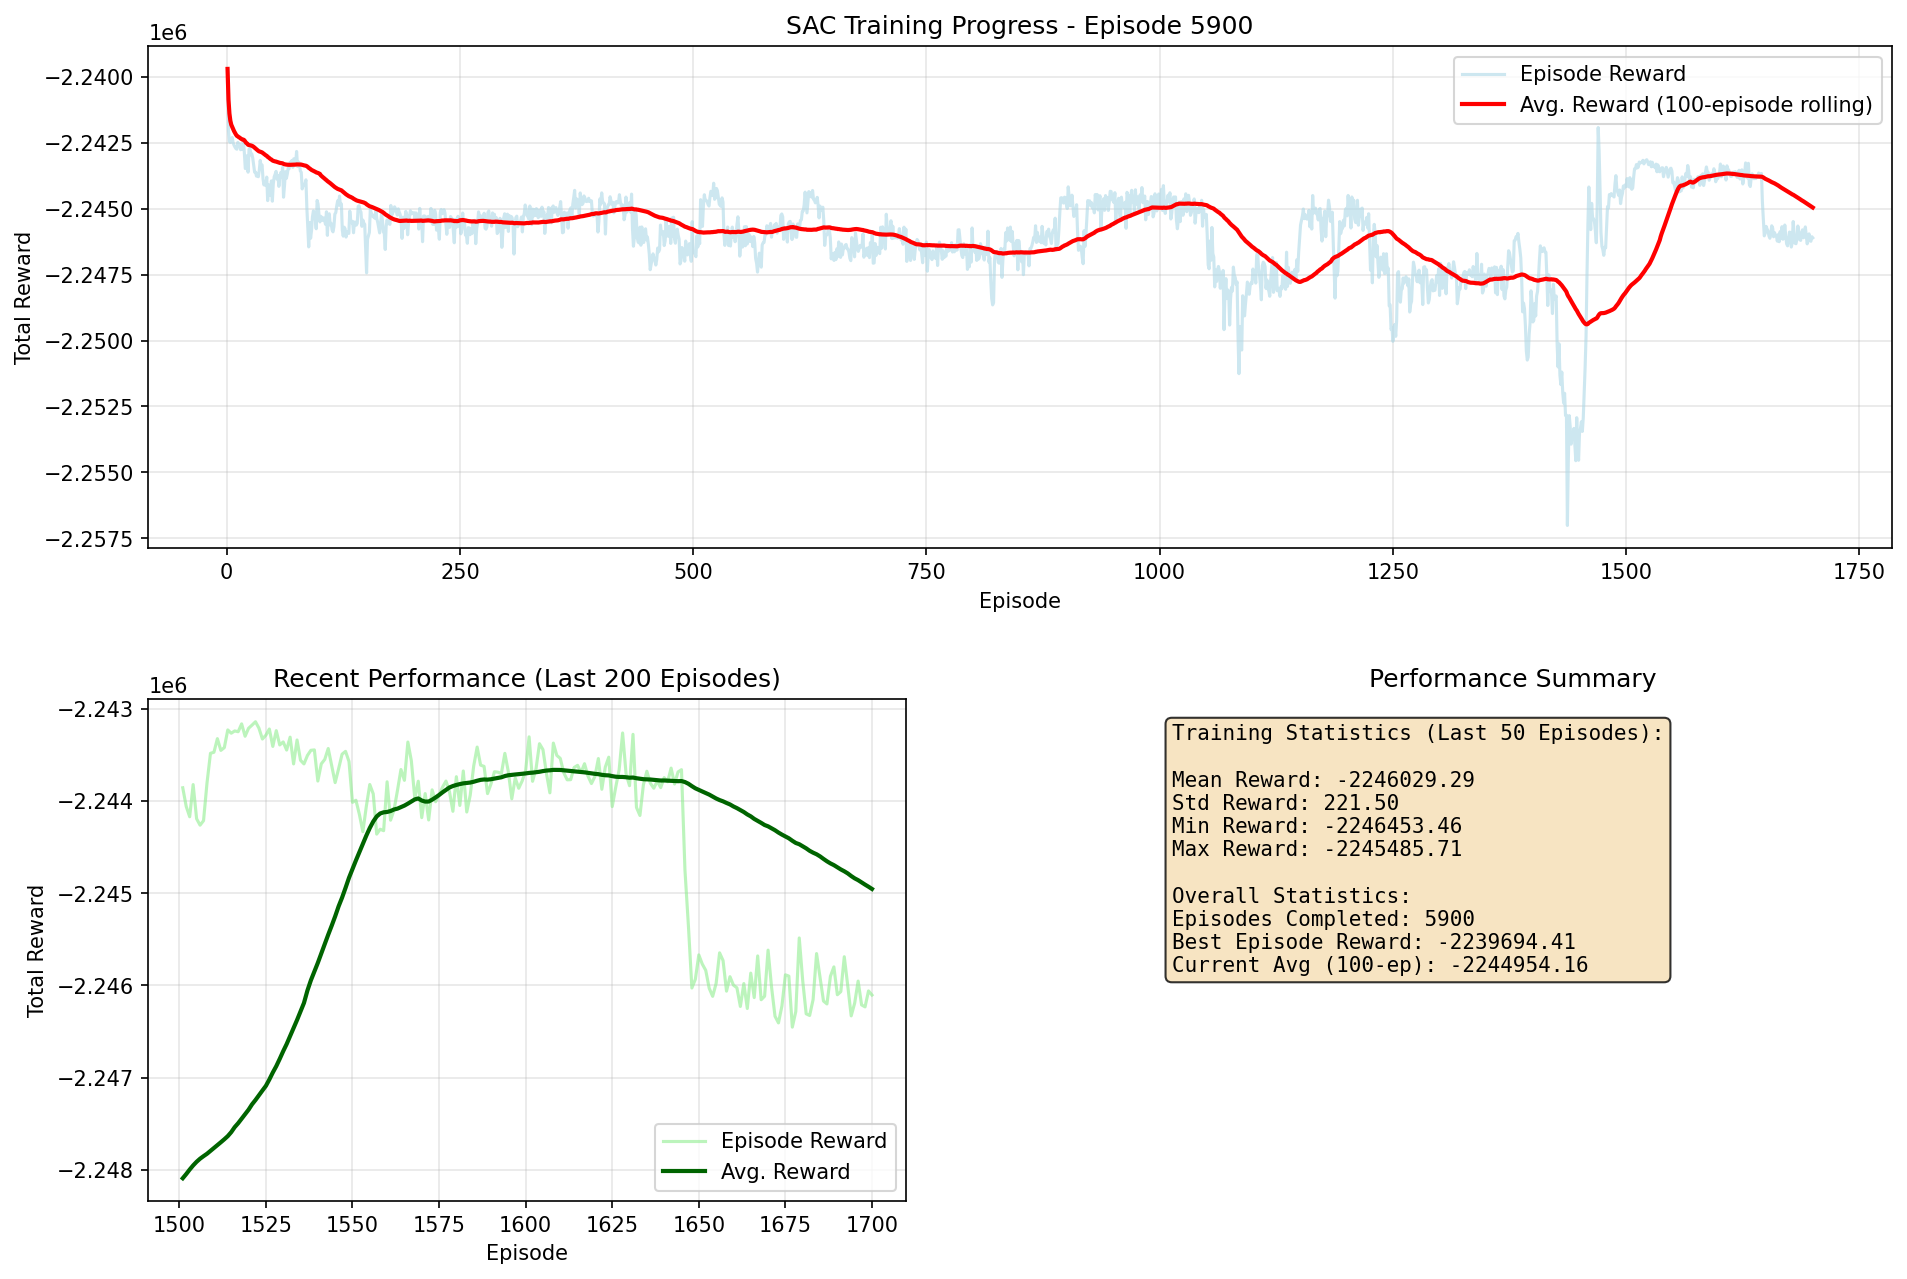 SAC Training Progress - Episode 5900
1e6
Episode Reward
Avg. Reward (100-episode rolling)
−2.2400
−2.2425
−2.2450
−2.2475
−2.2500
−2.2525
−2.2550
−2.2575
Total Reward
0 250 500 750 1000 1250 1500 1750
Episode
Recent Performance (Last 200 Episodes)
1e6
−2.243
−2.244
−2.245
−2.246
−2.247
−2.248
Total Reward
Episode Reward
Avg. Reward
1500 1525 1550 1575 1600 1625 1650 1675 1700
Episode
Performance Summary
Training Statistics (Last 50 Episodes):
Mean Reward: -2246029.29
Std Reward: 221.50
Min Reward: -2246453.46
Max Reward: -2245485.71
Overall Statistics:
Episodes Completed: 5900
Best Episode Reward: -2239694.41
Current Avg (100-ep): -2244954.16